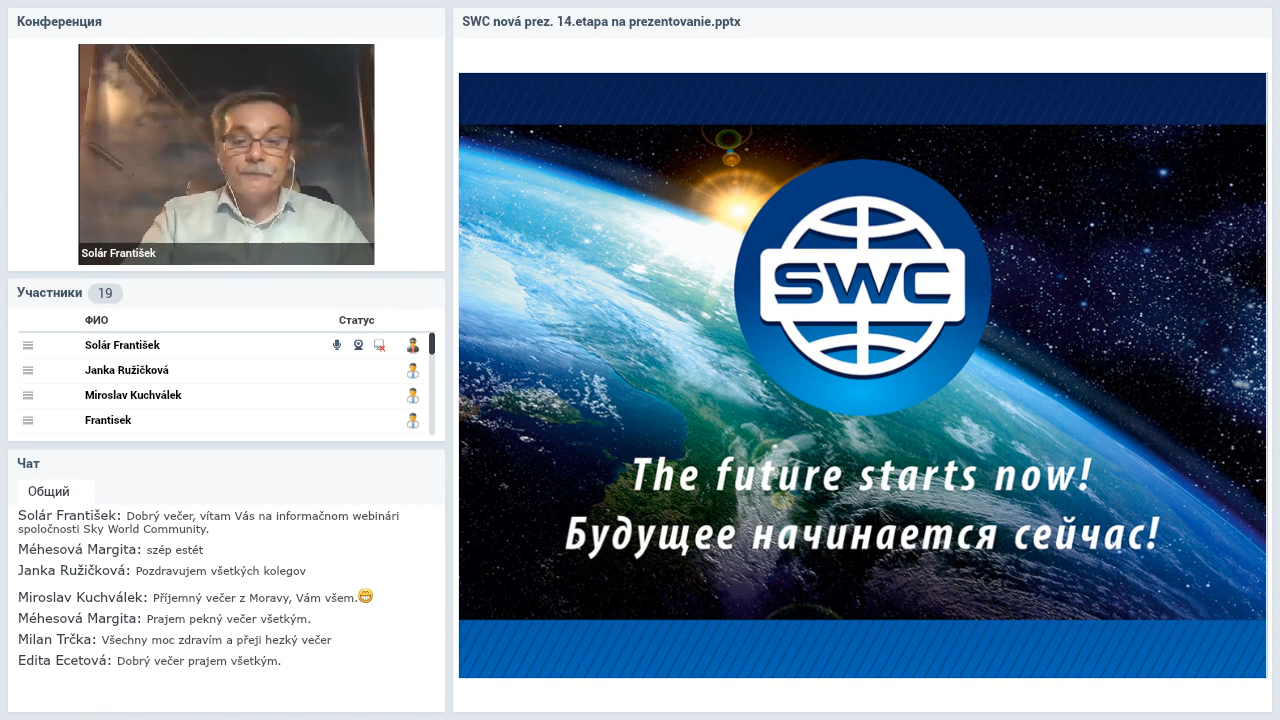 Конференция
Solár František
Участники 19
ФИО Статус
Solár František
Janka Ružičková
Miroslav Kuchválek
Frantisek
Чат
Общий
Solár František: Dobrý večer, vítam Vás na informačnom webinári
spoločnosti Sky World Community.
Méhesová Margita: szép estét
Janka Ružičková: Pozdravujem všetkých kolegov
Miroslav Kuchválek: Příjemný večer z Moravy, Vám všem.
Méhesová Margita: Prajem pekný večer všetkým.
Milan Trčka: Všechny moc zdravím a přeji hezký večer
Edita Ecetová: Dobrý večer prajem všetkým.
SWC nová prez. 14.etapa na prezentovanie.pptx
SWC
The future starts now!
Будущее начинается сейчас!